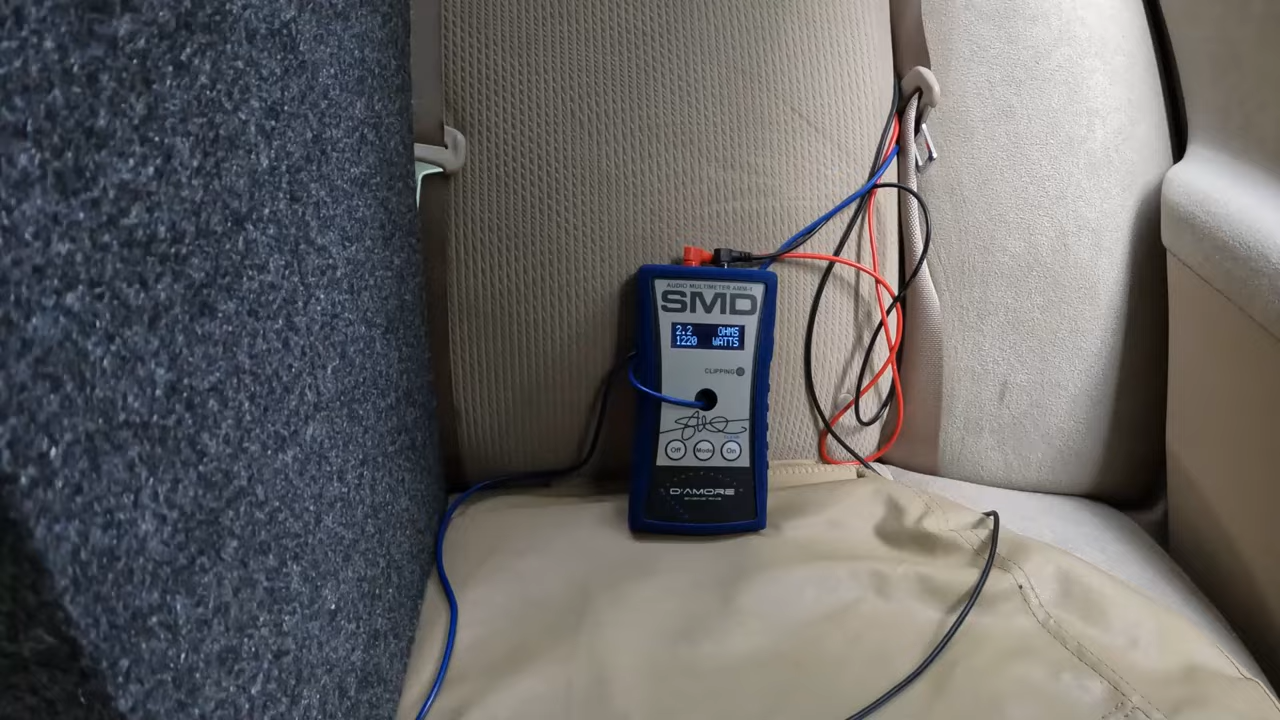 AUDIO MULTIMETER AMM-1
SMD
2.2 OHMS
1220 WATTS
CLIPPING
Off Mode On
D'AMORE